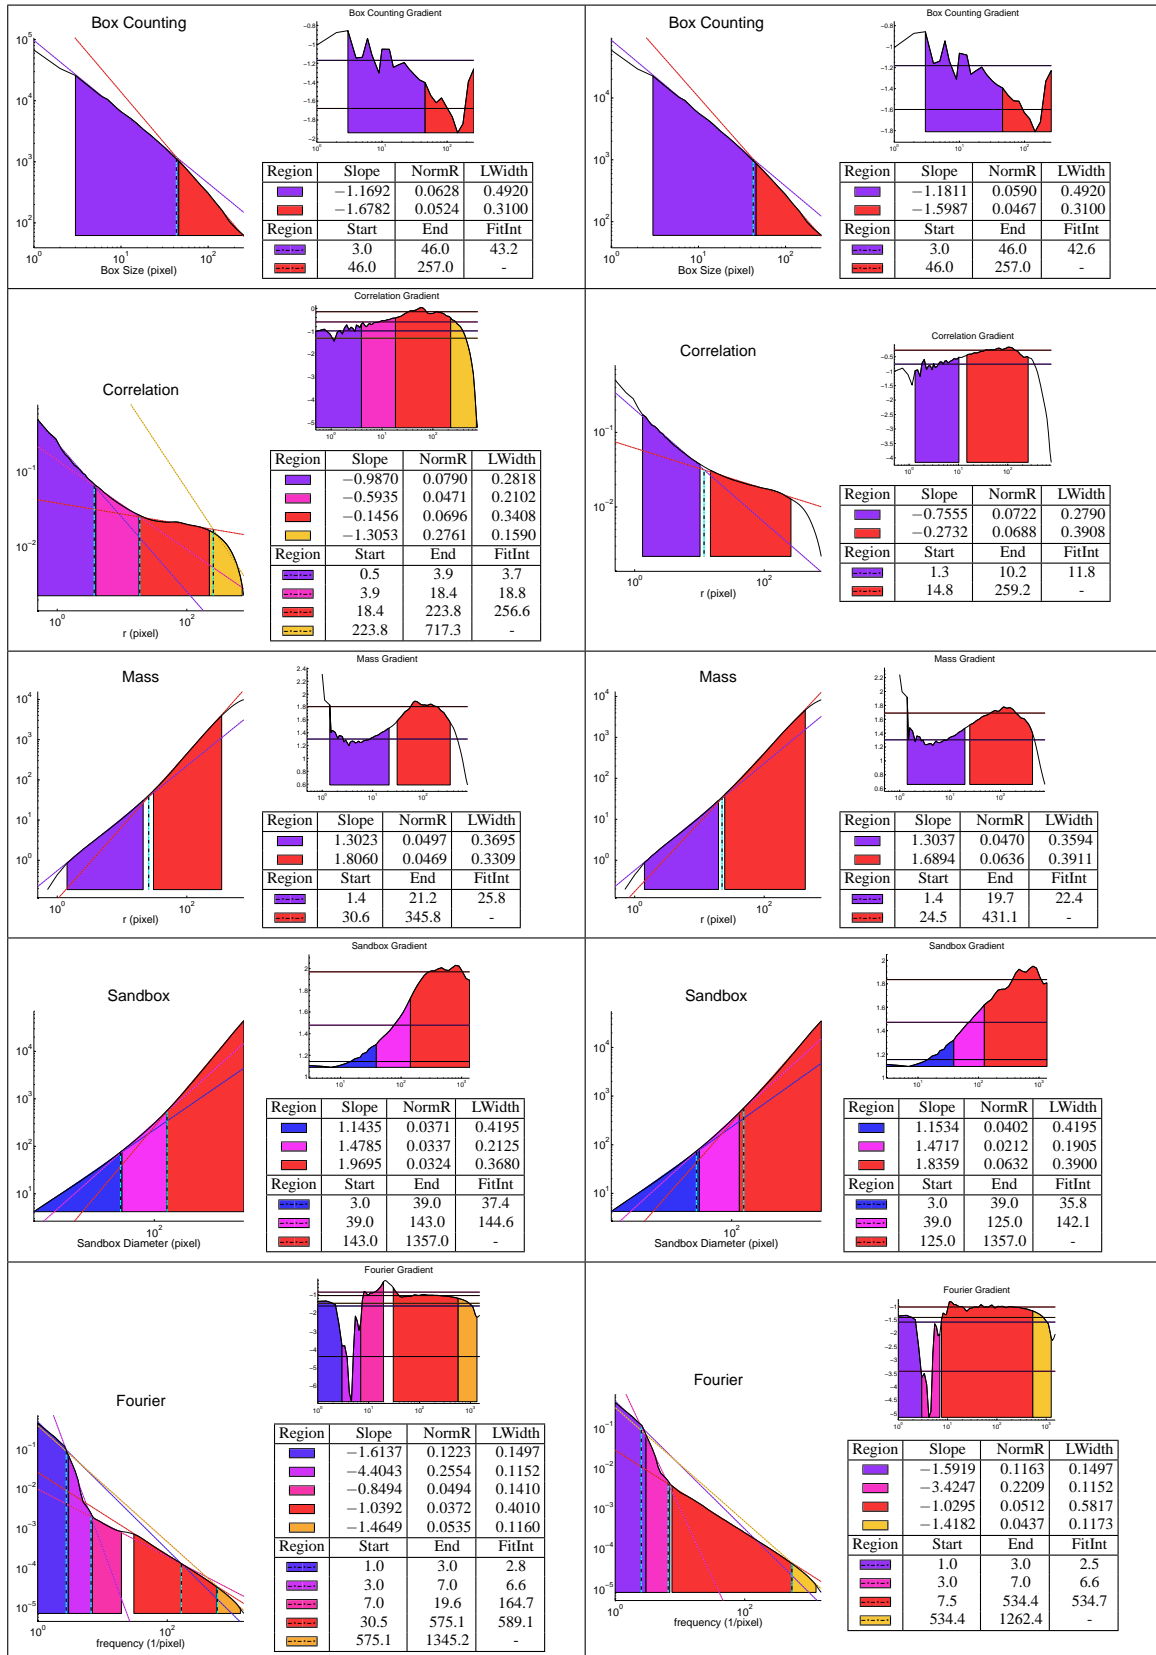 Box Counting
Box Counting Gradient
Region Slope NormR LWidth
−1.1692 0.0628 0.4920
−1.6782 0.0524 0.3100
Region Start End FitInt
3.0 46.0 43.2
46.0 257.0 -
Box Size (pixel)
Box Counting
Box Counting Gradient
Region Slope NormR LWidth
−1.1811 0.0590 0.4920
−1.5987 0.0467 0.3100
Region Start End FitInt
3.0 46.0 42.6
46.0 257.0 -
Box Size (pixel)
Correlation Gradient
Correlation
Region Slope NormR LWidth
−0.9870 0.0790 0.2818
−0.5935 0.0471 0.2102
−0.1456 0.0696 0.3408
−1.3053 0.2761 0.1590
Region Start End FitInt
0.5 3.9 3.7
3.9 18.4 18.8
18.4 223.8 256.6
223.8 717.3 -
r (pixel)
Correlation Gradient
Correlation
Region Slope NormR LWidth
−0.7555 0.0722 0.2790
−0.2732 0.0688 0.3908
Region Start End FitInt
1.3 10.2 11.8
14.8 259.2 -
r (pixel)
Mass Gradient
Mass
Region Slope NormR LWidth
1.3023 0.0497 0.3695
1.8060 0.0469 0.3309
Region Start End FitInt
1.4 21.2 25.8
30.6 345.8 -
r (pixel)
Mass Gradient
Mass
Region Slope NormR LWidth
1.3037 0.0470 0.3594
1.6894 0.0636 0.3911
Region Start End FitInt
1.4 19.7 22.4
24.5 431.1 -
r (pixel)
Sandbox Gradient
Sandbox
Region Slope NormR LWidth
1.1435 0.0371 0.4195
1.4785 0.0337 0.2125
1.9695 0.0324 0.3680
Region Start End FitInt
3.0 39.0 37.4
39.0 143.0 144.6
143.0 1357.0 -
Sandbox Diameter (pixel)
Sandbox Gradient
Sandbox
Region Slope NormR LWidth
1.1534 0.0402 0.4195
1.4717 0.0212 0.1905
1.8359 0.0632 0.3900
Region Start End FitInt
3.0 39.0 35.8
39.0 125.0 142.1
125.0 1357.0 -
Sandbox Diameter (pixel)
Fourier Gradient
Fourier
Region Slope NormR LWidth
−1.6137 0.1223 0.1497
−4.4043 0.2554 0.1152
−0.8494 0.0494 0.1410
−1.0392 0.0372 0.4010
−1.4649 0.0535 0.1160
Region Start End FitInt
1.0 3.0 2.8
3.0 7.0 6.6
7.0 19.6 164.7
30.5 575.1 589.1
575.1 1345.2 -
frequency (1/pixel)
Fourier Gradient
Fourier
Region Slope NormR LWidth
−1.5919 0.1163 0.1497
−3.4247 0.2209 0.1152
−1.0295 0.0512 0.5817
−1.4182 0.0437 0.1173
Region Start End FitInt
1.0 3.0 2.5
3.0 7.0 6.6
7.5 534.4 534.7
534.4 1262.4 -
frequency (1/pixel)